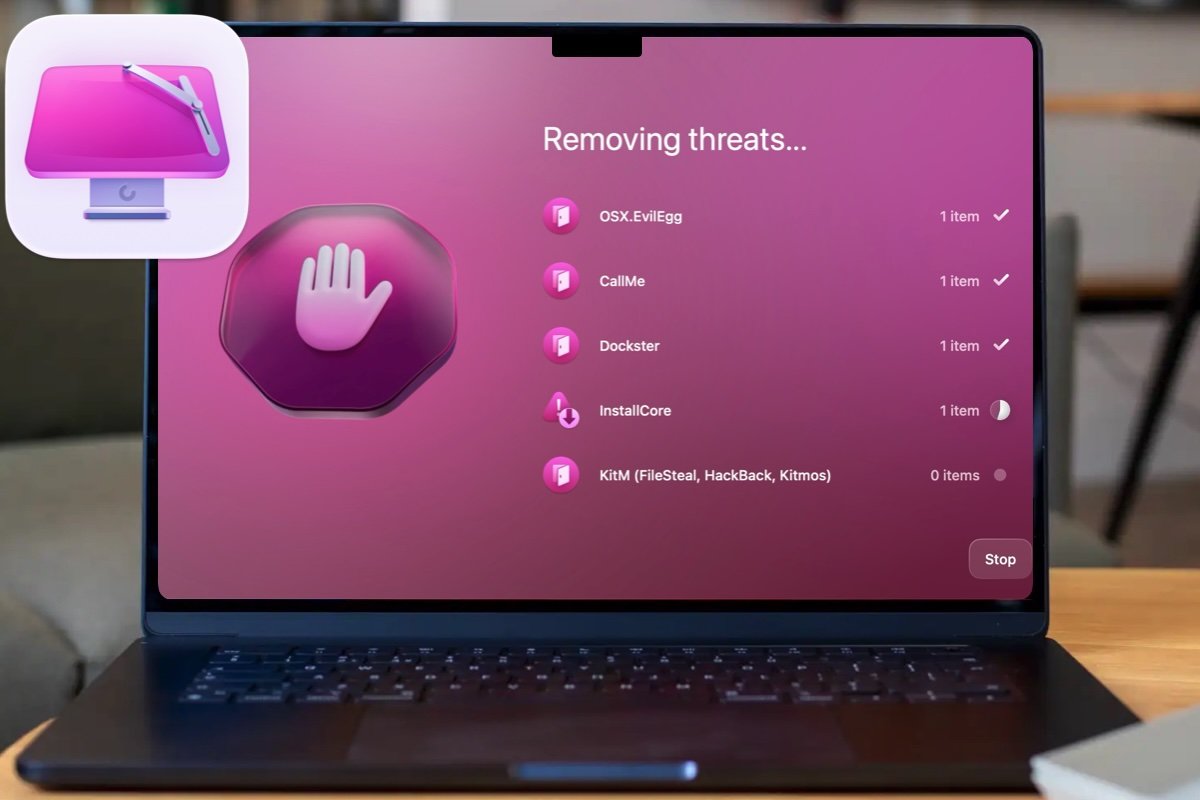 Removing threats...
OSX.EvilEgg 1 item
CallMe 1 item
Dockster 1 item
InstallCore 1 item
KitM (FileSteal, HackBack, Kitmos) 0 items
Stop